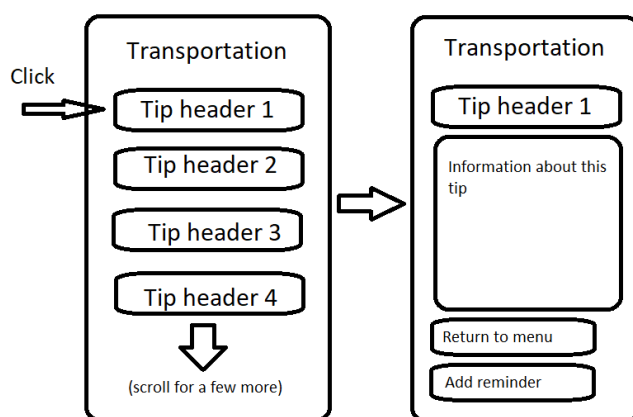 Click
Transportation
Tip header 1
Tip header 2
Tip header 3
Tip header 4
(scroll for a few more)
Transportation
Tip header 1
Information about this
tip
Return to menu
Add reminder